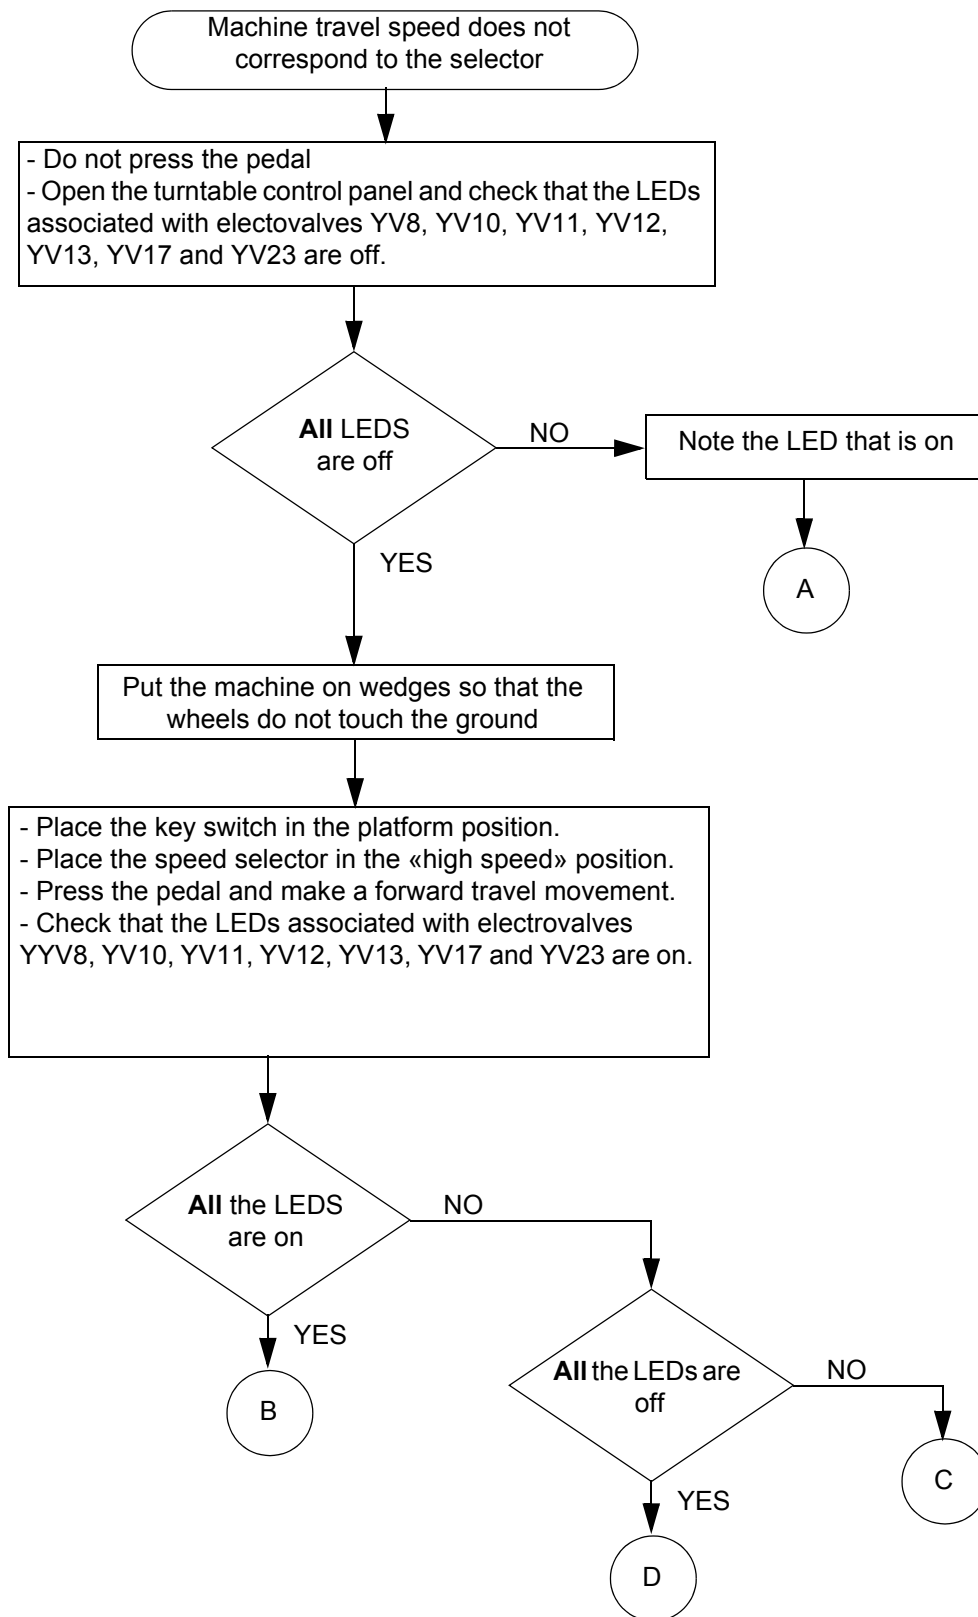 Machine travel speed does not
correspond to the selector
- Do not press the pedal
- Open the turntable control panel and check that the LEDs
associated with electovalves YV8, YV10, YV11, YV12,
YV13, YV17 and YV23 are off.
All LEDS
are off
NO
Note the LED that is on
YES
A
Put the machine on wedges so that the
wheels do not touch the ground
- Place the key switch in the platform position.
- Place the speed selector in the «high speed» position.
- Press the pedal and make a forward travel movement.
- Check that the LEDs associated with electrovalves
YYV8, YV10, YV11, YV12, YV13, YV17 and YV23 are on.
All the LEDS
are on
NO
YES
All the LEDs are
off
NO
B
C
YES
D